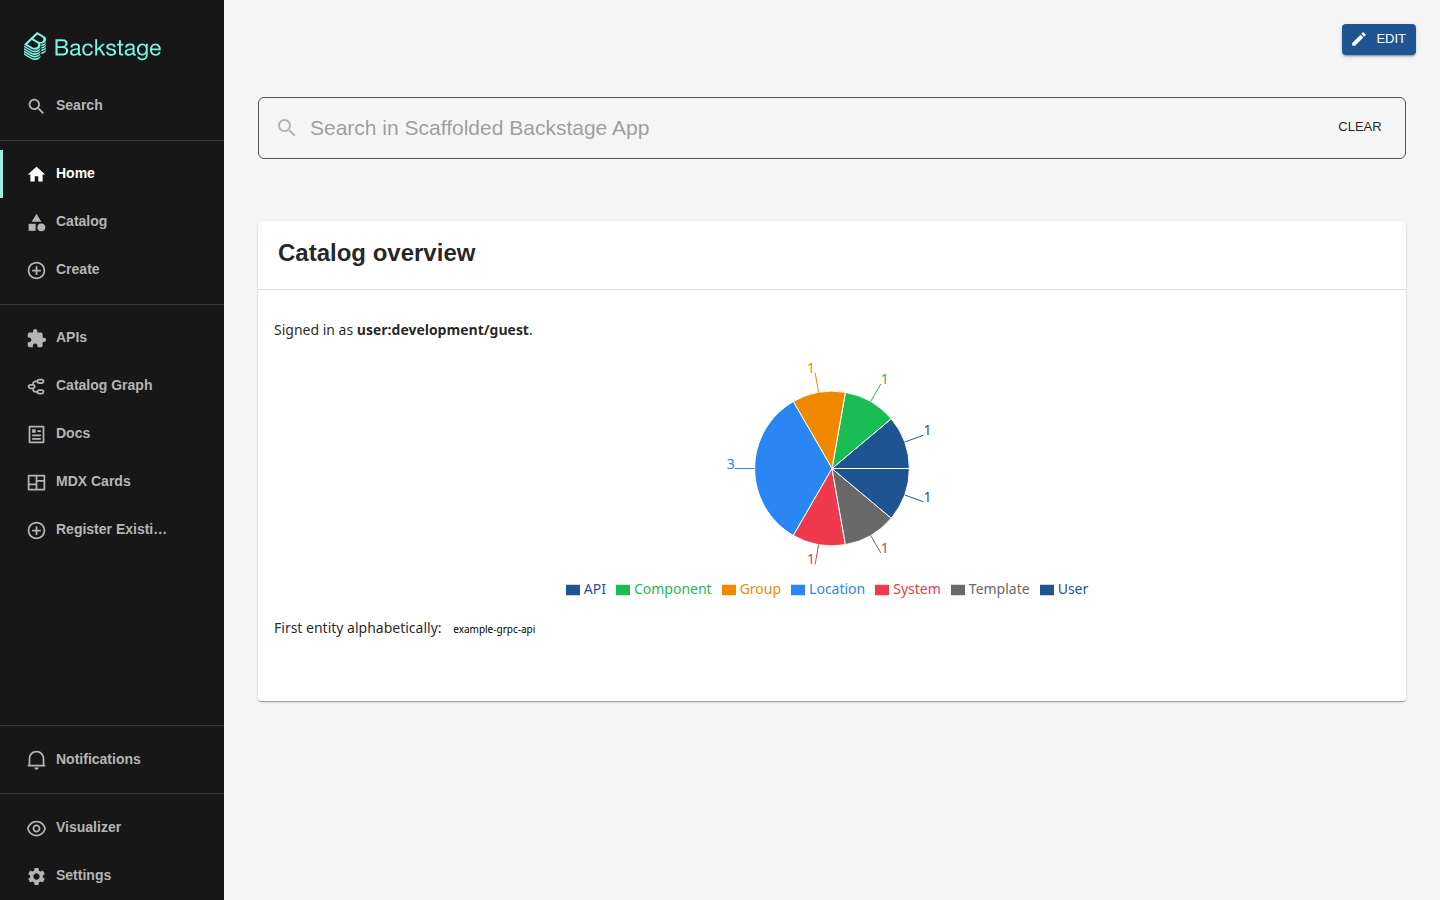 Backstage
Search
Home
Catalog
Create
APIs
Catalog Graph
Docs
MDX Cards
Register Existi…
Notifications
Visualizer
Settings
EDIT
Search in Scaffolded Backstage App
CLEAR
Catalog overview
Signed in as user:development/guest.
1
1
1
3
1
1
1
1
API Component Group Location System Template User
First entity alphabetically: example-grpc-api